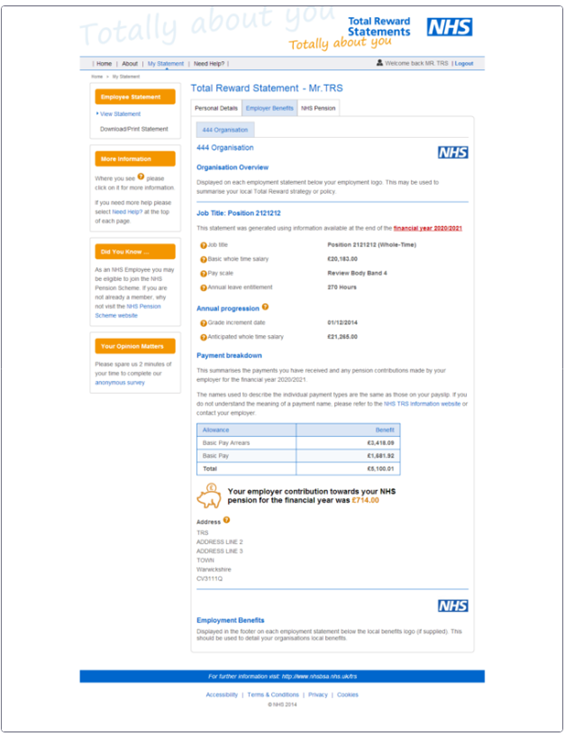 Totally about you
Total Reward
Statements
Totally about you
NHS
| Home | About | My Statement | Need Help? |
Welcome back MR. TRS | Logout
Home > My Statement
Employee Statement
View Statement
Download/Print Statement
More Information
Where you see ? please
click on it for more information.
If you need more help please
select Need Help? at the top
of each page.
Did You Know ...
As an NHS Employee you may
be eligible to join the NHS
Pension Scheme. If you are
not already a member, why
not visit the NHS Pension
Scheme website
Your Opinion Matters
Please spare us 2 minutes of
your time to complete our
anonymous survey
Total Reward Statement - Mr.TRS
Personal Details
Employer Benefits
NHS Pension
444 Organisation
444 Organisation
NHS
Organisation Overview
Displayed on each employment statement below your employment logo. This may be used to
summarise your local Total Reward strategy or policy.
Job Title: Position 2121212
This statement was generated using information available at the end of the financial year 2020/2021
? Job title Position 2121212 (Whole-Time)
? Basic whole time salary €20,183.00
? Pay scale Review Body Band 4
? Annual leave entitlement 270 Hours
Annual progression ?
? Grade increment date 01/12/2014
? Anticipated whole time salary £21,265.00
Payment breakdown
This summarises the payments you have received and any pension contributions made by your
employer for the financial year 2020/2021.
The names used to describe the individual payment types are the same as those on your payslip. If you
do not understand the meaning of a payment name, please refer to the NHS TRS information website or
contact your employer.
Allowance Benefit
Basic Pay Arrears £3,418.09
Basic Pay £1,681.92
Total £5,100.01
Your employer contribution towards your NHS
pension for the financial year was £714.00
Address ?
TRS
ADDRESS LINE 2
ADDRESS LINE 3
TOWN
Warwickshire
CV3111Q
NHS
Employment Benefits
Displayed in the footer on each employment statement below the local benefits logo (if supplied). This
should be used to detail your organisations local benefits.
For further information visit: http://www.nhsbsa.nhs.uk/trs
Accessibility | Terms & Conditions | Privacy | Cookies
© NHS 2014